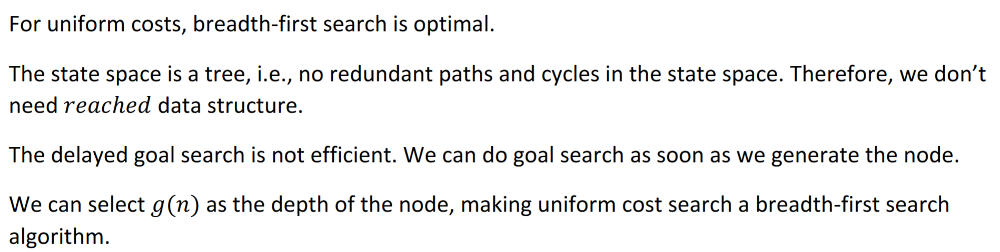 For uniform costs, breadth-first search is optimal.
The state space is a tree, i.e., no redundant paths and cycles in the state space. Therefore, we don’t
need reached data structure.
The delayed goal search is not efficient. We can do goal search as soon as we generate the node.
We can select g(n) as the depth of the node, making uniform cost search a breadth-first search
algorithm.